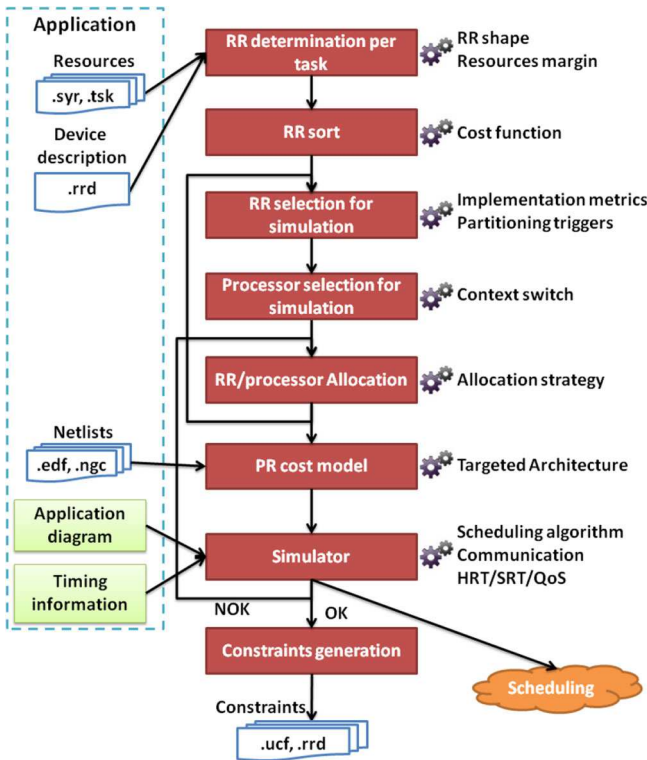 Application
Resources
.syr, .tsk
Device
description
.rrd
RR determination per
task
RR shape
Resources margin
RR sort
Cost function
RR selection for
simulation
Implementation metrics
Partitioning triggers
Processor selection for
simulation
Context switch
RR/processor Allocation
Allocation strategy
Netlists
.edf, .ngc
PR cost model
Targeted Architecture
Application
diagram
Timing
information
Simulator
Scheduling algorithm
Communication
HRT/SRT/QoS
NOK
OK
Constraints generation
Scheduling
Constraints
.ucf, .rrd